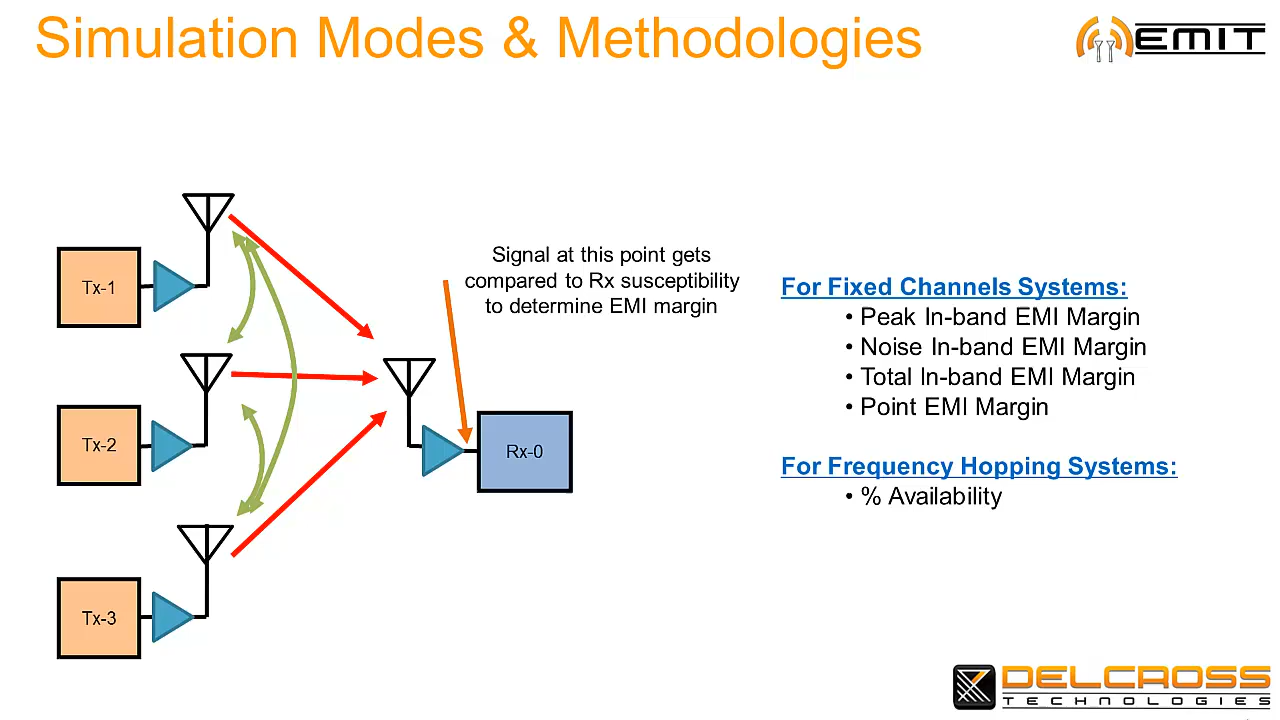 Simulation Modes & Methodologies
EMIT
Tx-1
Tx-2
Tx-3
Signal at this point gets
compared to Rx susceptibility
to determine EMI margin
Rx-0
For Fixed Channels Systems:
• Peak In-band EMI Margin
• Noise In-band EMI Margin
• Total In-band EMI Margin
• Point EMI Margin
For Frequency Hopping Systems:
• % Availability
DELCROSS
TECHNOLOGIES